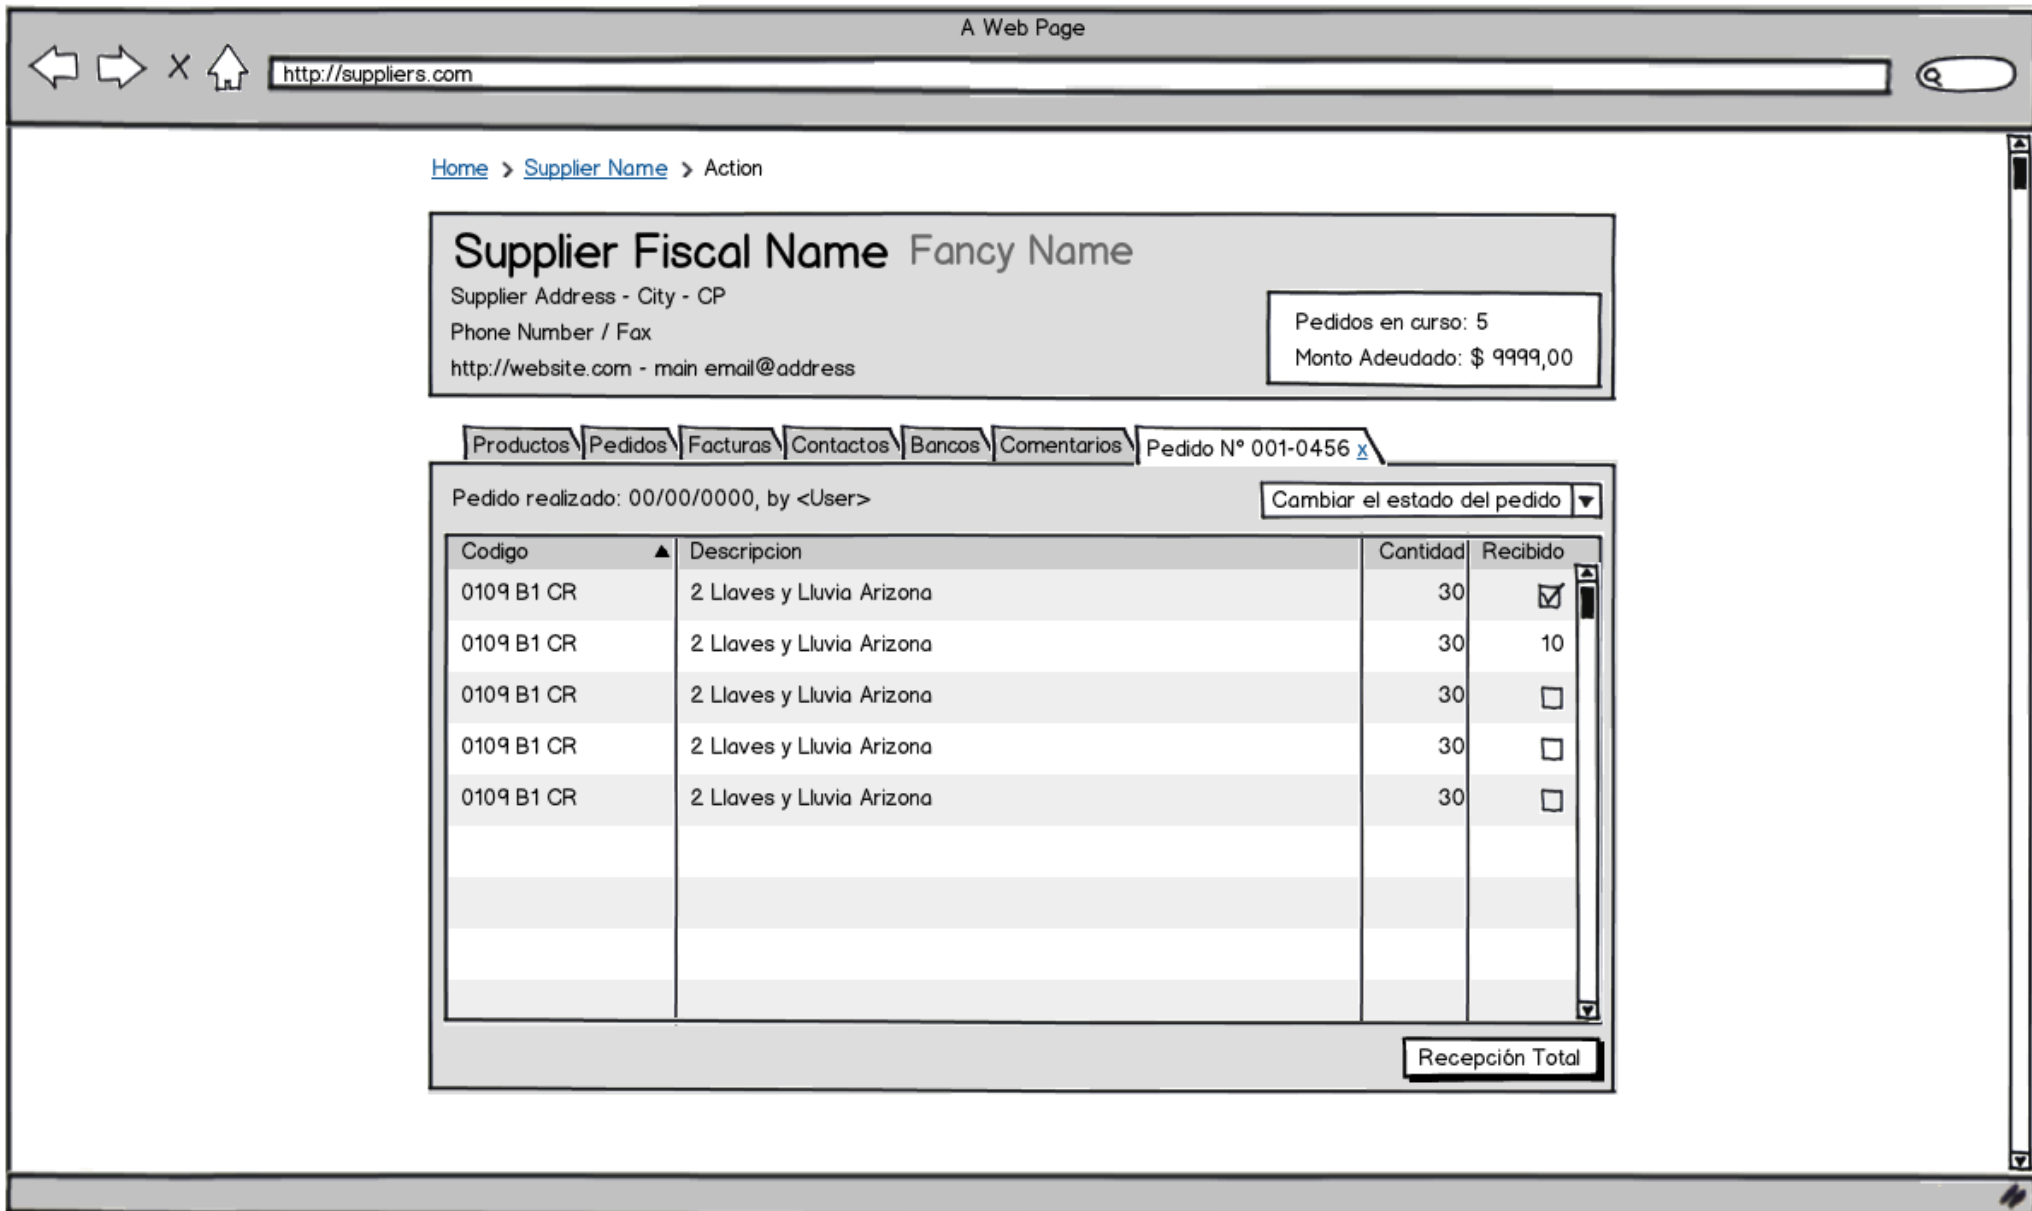 A Web Page
http://suppliers.com
Home > Supplier Name > Action
Supplier Fiscal Name Fancy Name
Supplier Address - City - CP
Phone Number / Fax
http://website.com - main email@address
Pedidos en curso: 5
Monto Adeudado: $ 9999,00
Productos Pedidos Facturas Contactos Bancos Comentarios Pedido N° 001-0456 x
Pedido realizado: 00/00/0000, by <User> Cambiar el estado del pedido
Codigo Descripcion Cantidad Recibido
0109 B1 CR 2 Llaves y Lluvia Arizona 30
0109 B1 CR 2 Llaves y Lluvia Arizona 30 10
0109 B1 CR 2 Llaves y Lluvia Arizona 30
0109 B1 CR 2 Llaves y Lluvia Arizona 30
0109 B1 CR 2 Llaves y Lluvia Arizona 30
Recepción Total